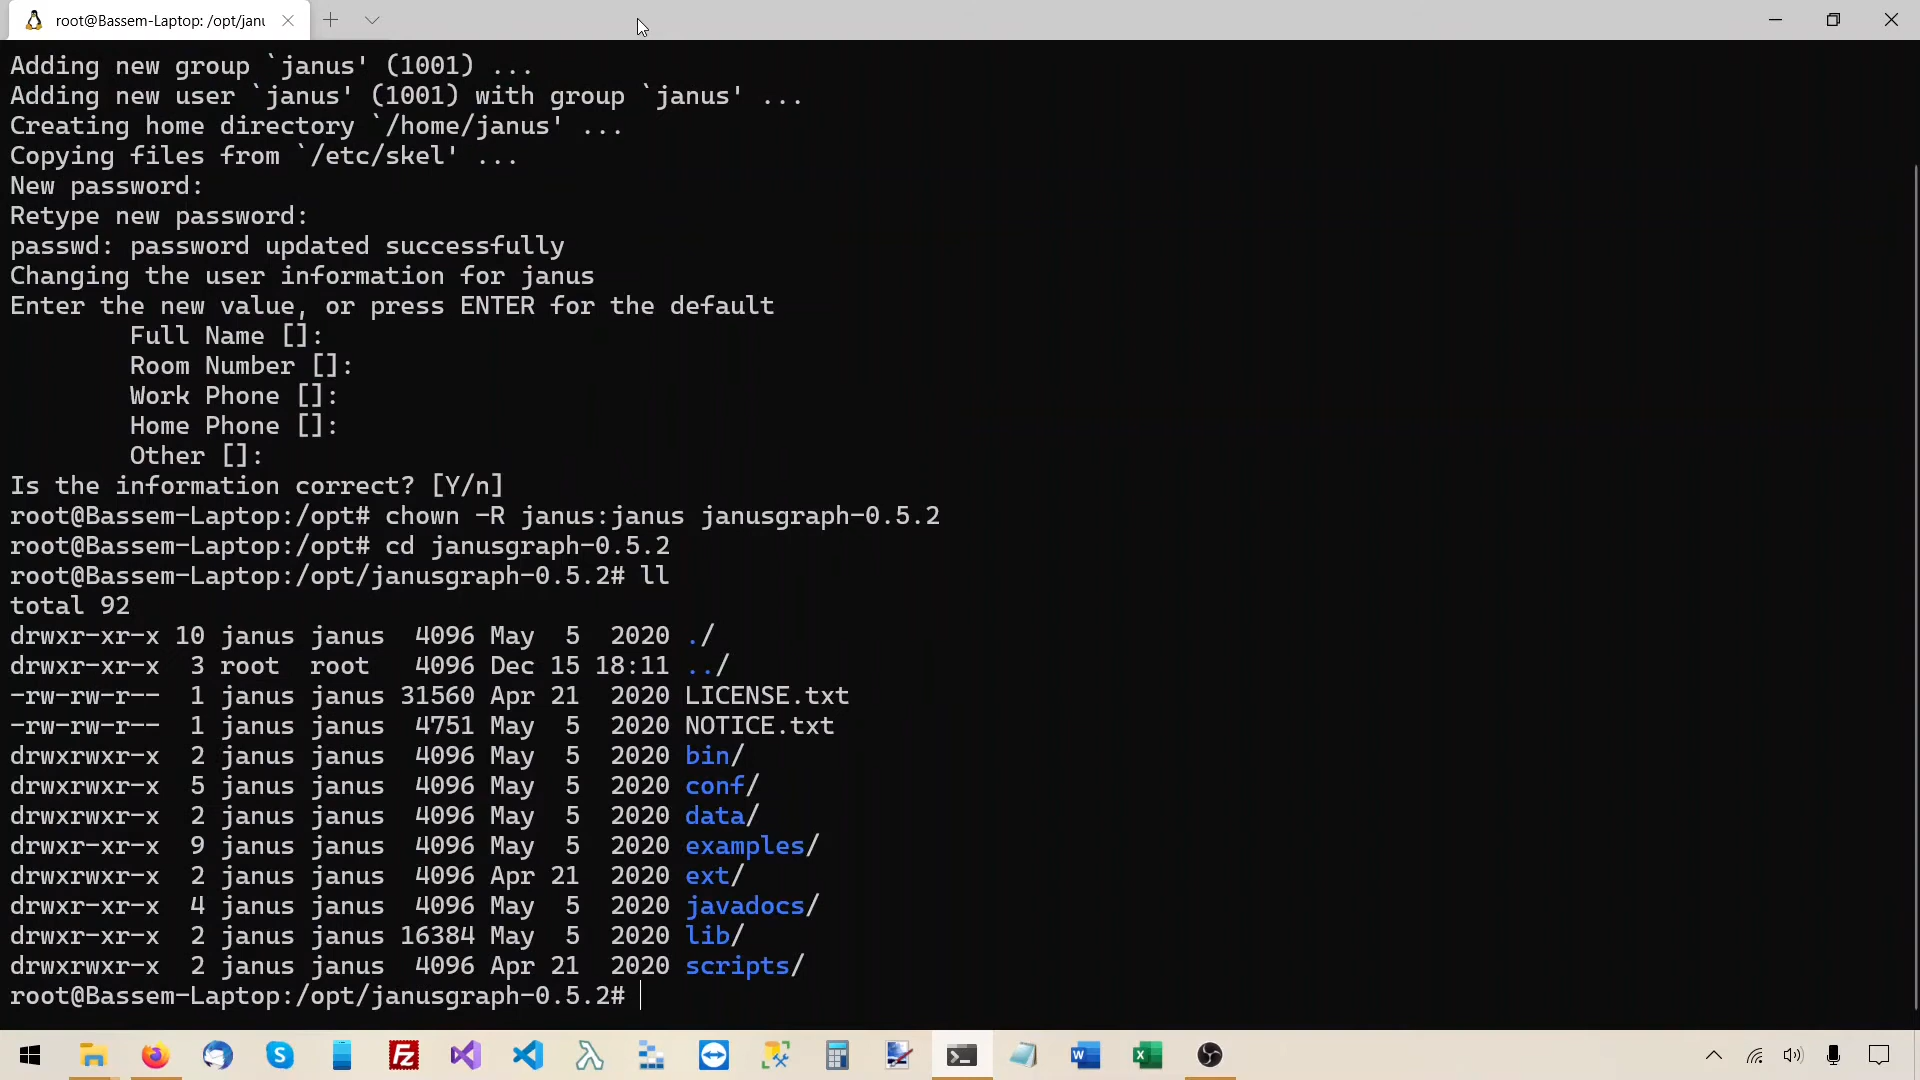 root@Bassem-Laptop: /opt/janu
Adding new group `janus' (1001) ...
Adding new user `janus' (1001) with group `janus' ...
Creating home directory `/home/janus' ...
Copying files from `/etc/skel' ...
New password:
Retype new password:
passwd: password updated successfully
Changing the user information for janus
Enter the new value, or press ENTER for the default
        Full Name []:
        Room Number []:
        Work Phone []:
        Home Phone []:
        Other []:
Is the information correct? [Y/n]
root@Bassem-Laptop:/opt# chown -R janus:janus janusgraph-0.5.2
root@Bassem-Laptop:/opt# cd janusgraph-0.5.2
root@Bassem-Laptop:/opt/janusgraph-0.5.2# ll
total 92
drwxr-xr-x 10 janus janus  4096 May  5  2020 ./
drwxr-xr-x  3 root  root   4096 Dec 15 18:11 ../
-rw-rw-r--  1 janus janus 31560 Apr 21  2020 LICENSE.txt
-rw-rw-r--  1 janus janus  4751 May  5  2020 NOTICE.txt
drwxrwxr-x  2 janus janus  4096 May  5  2020 bin/
drwxrwxr-x  5 janus janus  4096 May  5  2020 conf/
drwxrwxr-x  2 janus janus  4096 May  5  2020 data/
drwxr-xr-x  9 janus janus  4096 May  5  2020 examples/
drwxrwxr-x  2 janus janus  4096 Apr 21  2020 ext/
drwxr-xr-x  4 janus janus  4096 May  5  2020 javadocs/
drwxr-xr-x  2 janus janus 16384 May  5  2020 lib/
drwxrwxr-x  2 janus janus  4096 Apr 21  2020 scripts/
root@Bassem-Laptop:/opt/janusgraph-0.5.2#